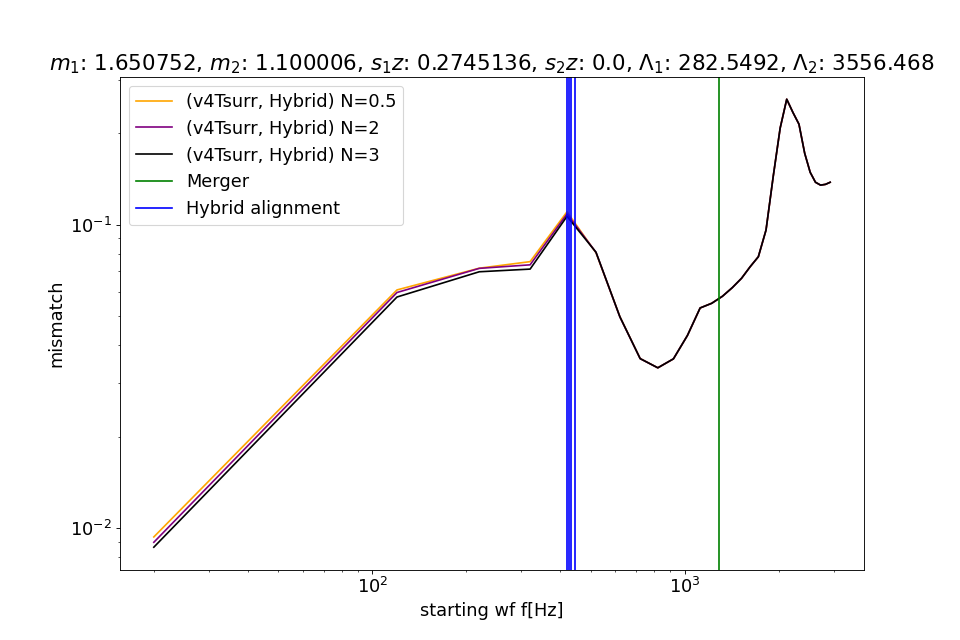 m₁: 1.650752, m₂: 1.100006, s₁z: 0.2745136, s₂z: 0.0, Λ₁: 282.5492, Λ₂: 3556.468
(v4Tsurr, Hybrid) N=0.5
(v4Tsurr, Hybrid) N=2
(v4Tsurr, Hybrid) N=3
Merger
Hybrid alignment
10⁻¹
mismatch
10⁻²
10² 10³
starting wf f[Hz]